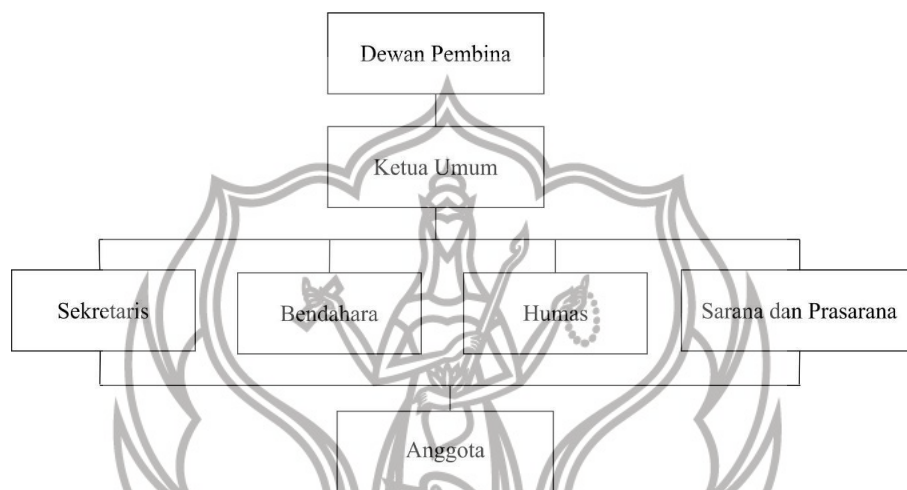 Dewan Pembina
Ketua Umum
Sekretaris
Bendahara
Humas
Sarana dan Prasarana
Anggota